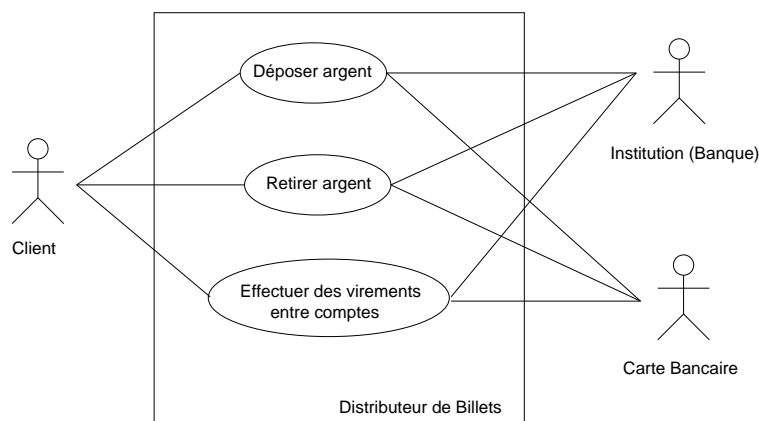 Déposer argent
Institution (Banque)
Retirer argent
Client
Effectuer des virements
entre comptes
Carte Bancaire
Distributeur de Billets